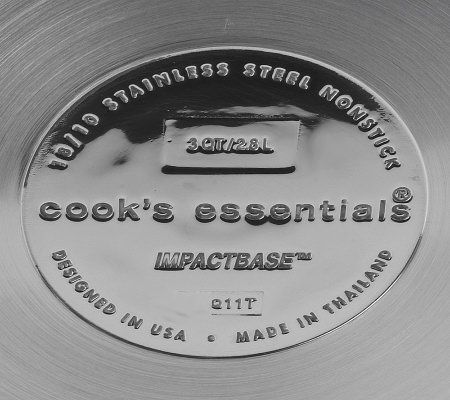 18/10 STAINLESS STEEL NONSTICK
3QT/2.8L
cook's essentials®
IMPACTBASE™
Q11T
DESIGNED IN USA • MADE IN THAILAND